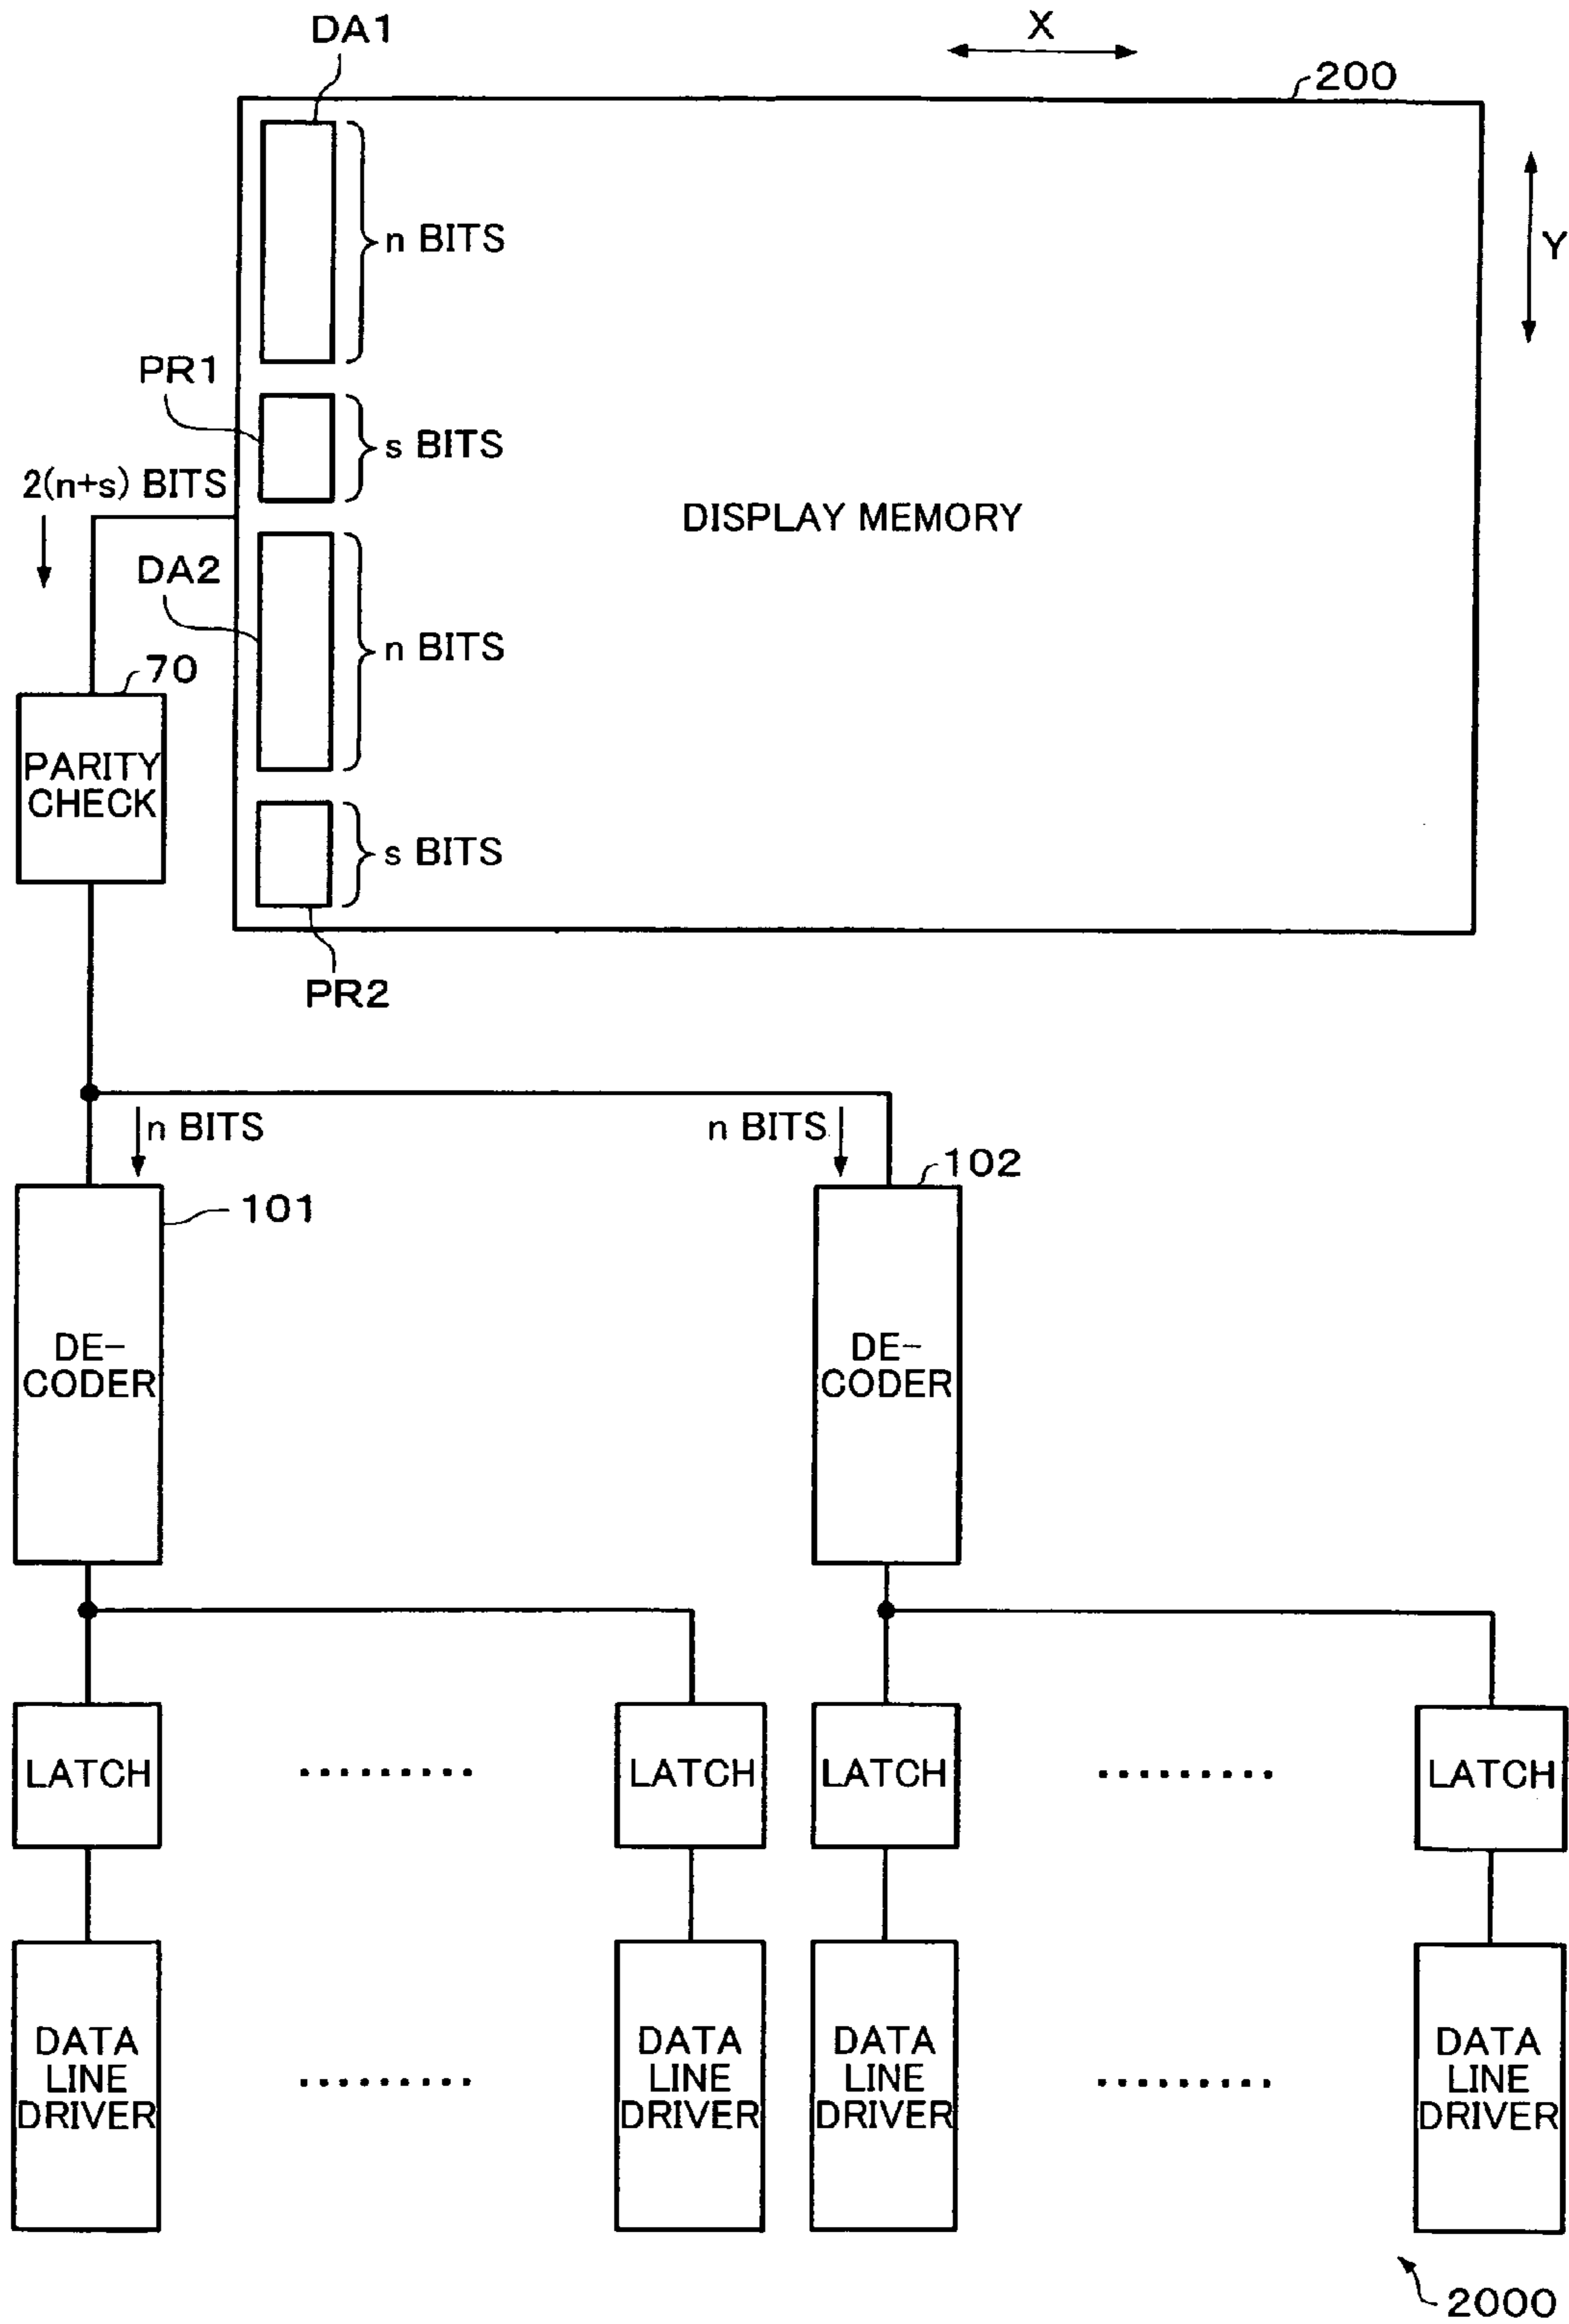 DA1
X
200
n BITS
Y
PR1
s BITS
2(n+s) BITS
DISPLAY MEMORY
DA2
n BITS
70
PARITY
CHECK
s BITS
PR2
n BITS
n BITS
102
101
DE-
CODER
DE-
CODER
LATCH
LATCH
LATCH
LATCH
DATA
LINE
DRIVER
DATA
LINE
DRIVER
DATA
LINE
DRIVER
DATA
LINE
DRIVER
2000